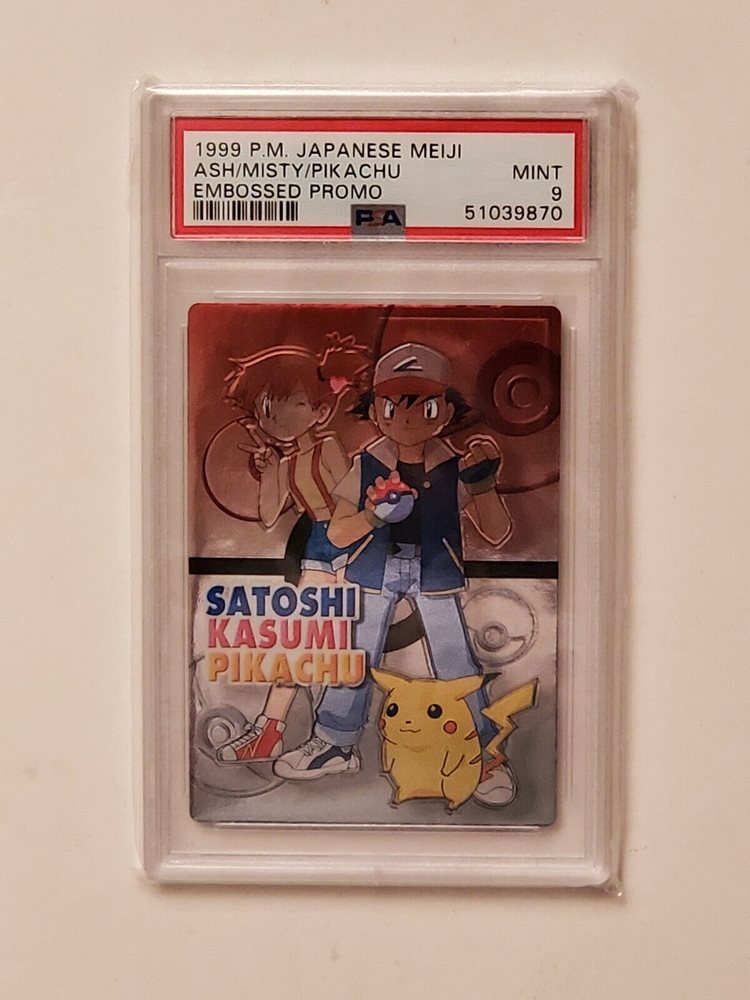 1999 P.M. JAPANESE MEIJI
ASH/MISTY/PIKACHU MINT
EMBOSSED PROMO 9
PSA 51039870
SATOSHI
KASUMI
PIKACHU